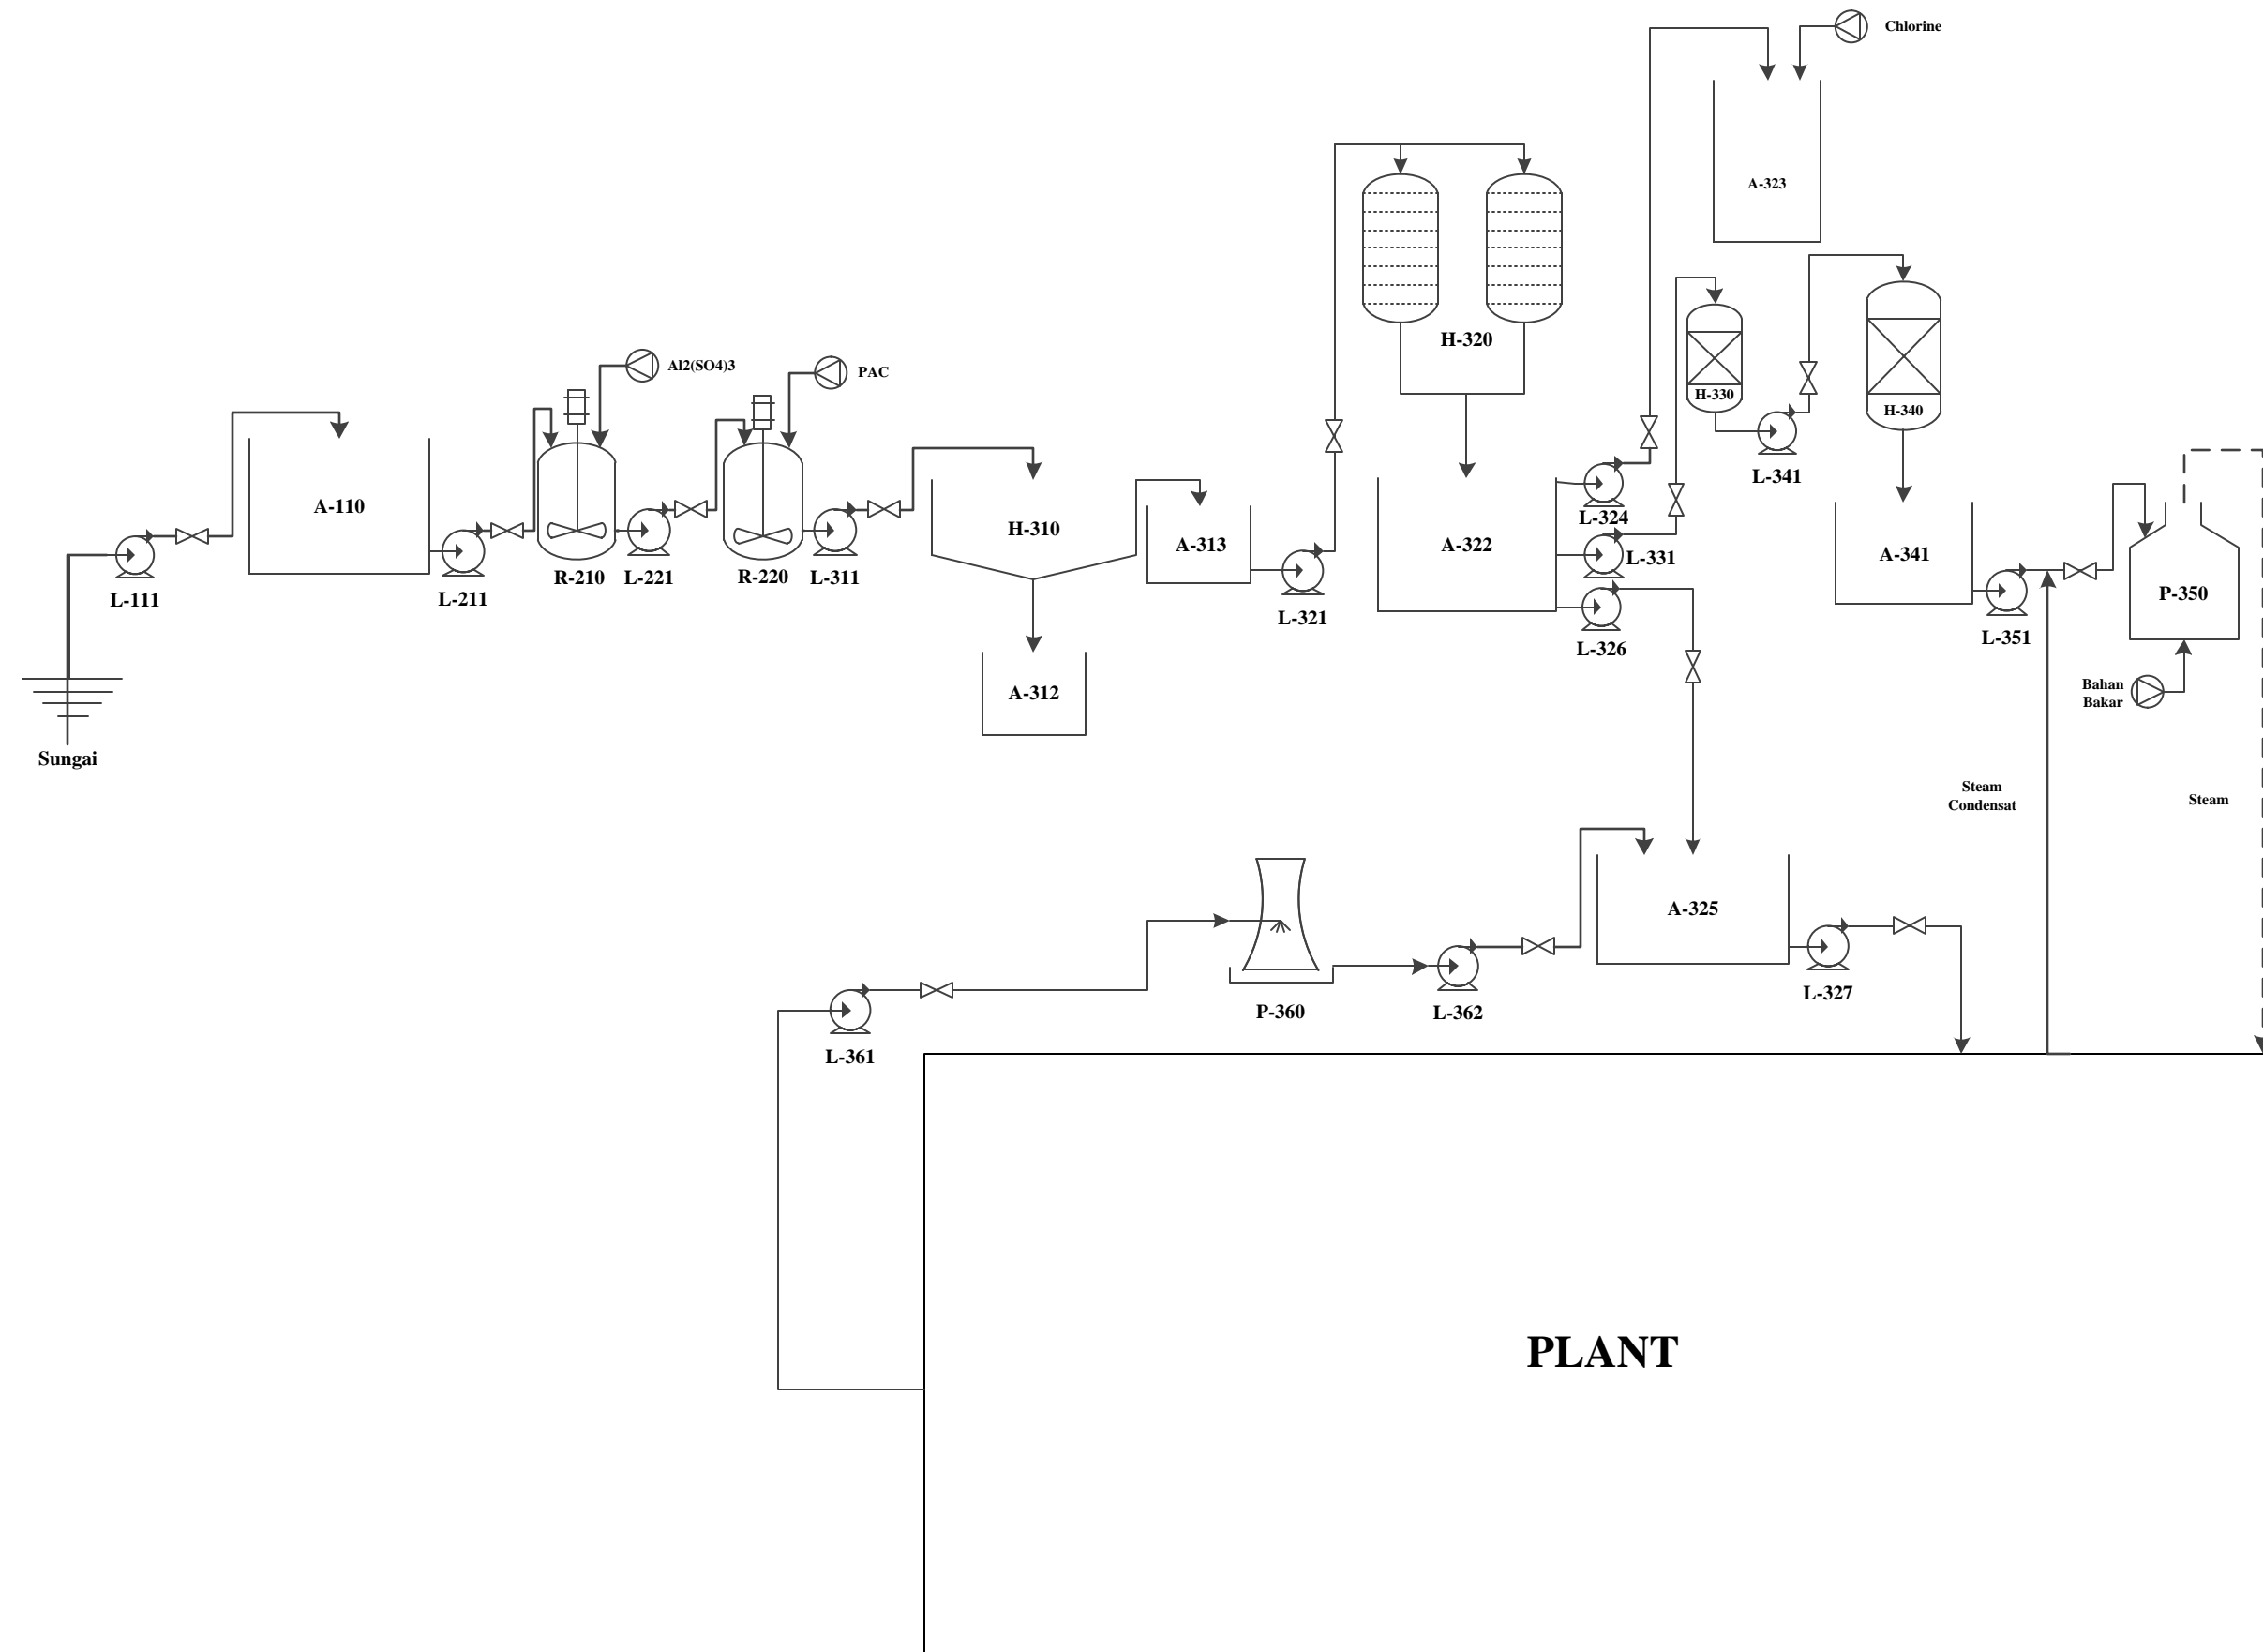 Chlorine
A-323
H-320
Al2(SO4)3
PAC
H-330
H-340
L-341
A-110
L-324
H-310
A-313
A-322
L-331
A-341
R-210
L-221
R-220
L-311
L-111
L-211
L-321
L-326
L-351
P-350
A-312
Bahan
Bakar
Sungai
Steam
Condensat
Steam
A-325
P-360
L-362
L-327
L-361
PLANT